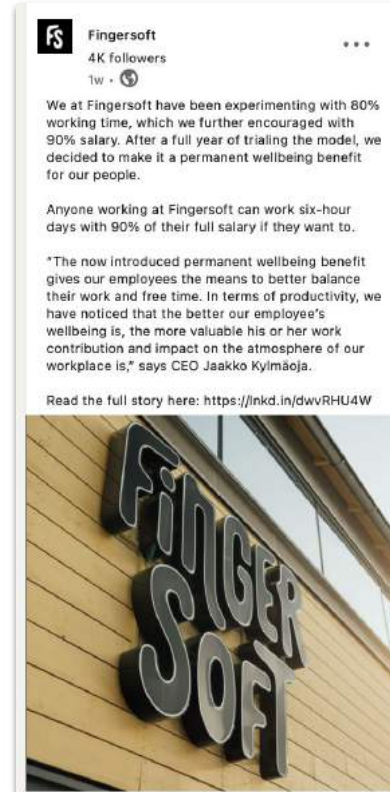 FS
Fingersoft
4K followers
1w •
We at Fingersoft have been experimenting with 80%
working time, which we further encouraged with
90% salary. After a full year of trialing the model, we
decided to make it a permanent wellbeing benefit
for our people.
Anyone working at Fingersoft can work six-hour
days with 90% of their full salary if they want to.
"The now introduced permanent wellbeing benefit
gives our employees the means to better balance
their work and free time. In terms of productivity, we
have noticed that the better our employee's
wellbeing is, the more valuable his or her work
contribution and impact on the atmosphere of our
workplace is," says CEO Jaakko Kylmäoja.
Read the full story here: https://lnkd.in/dwvRHU4W
FINGER
SOFT